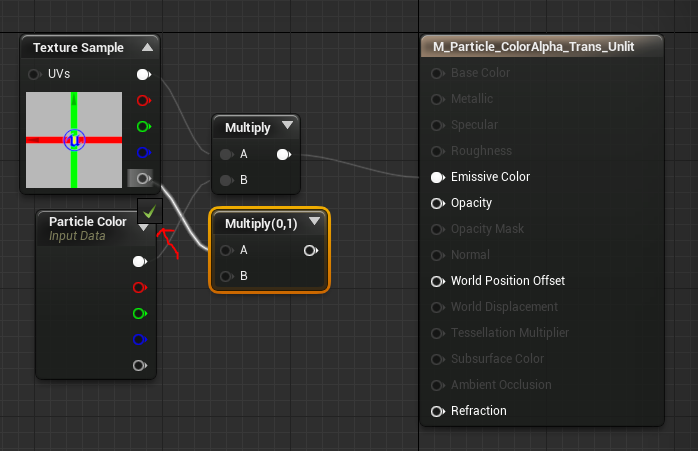 Texture Sample
UVs
u
Particle Color
Input Data
Multiply
A
B
Multiply(0,1)
A
B
M_Particle_ColorAlpha_Trans_Unlit
Base Color
Metallic
Specular
Roughness
Emissive Color
Opacity
Opacity Mask
Normal
World Position Offset
World Displacement
Tessellation Multiplier
Subsurface Color
Ambient Occlusion
Refraction